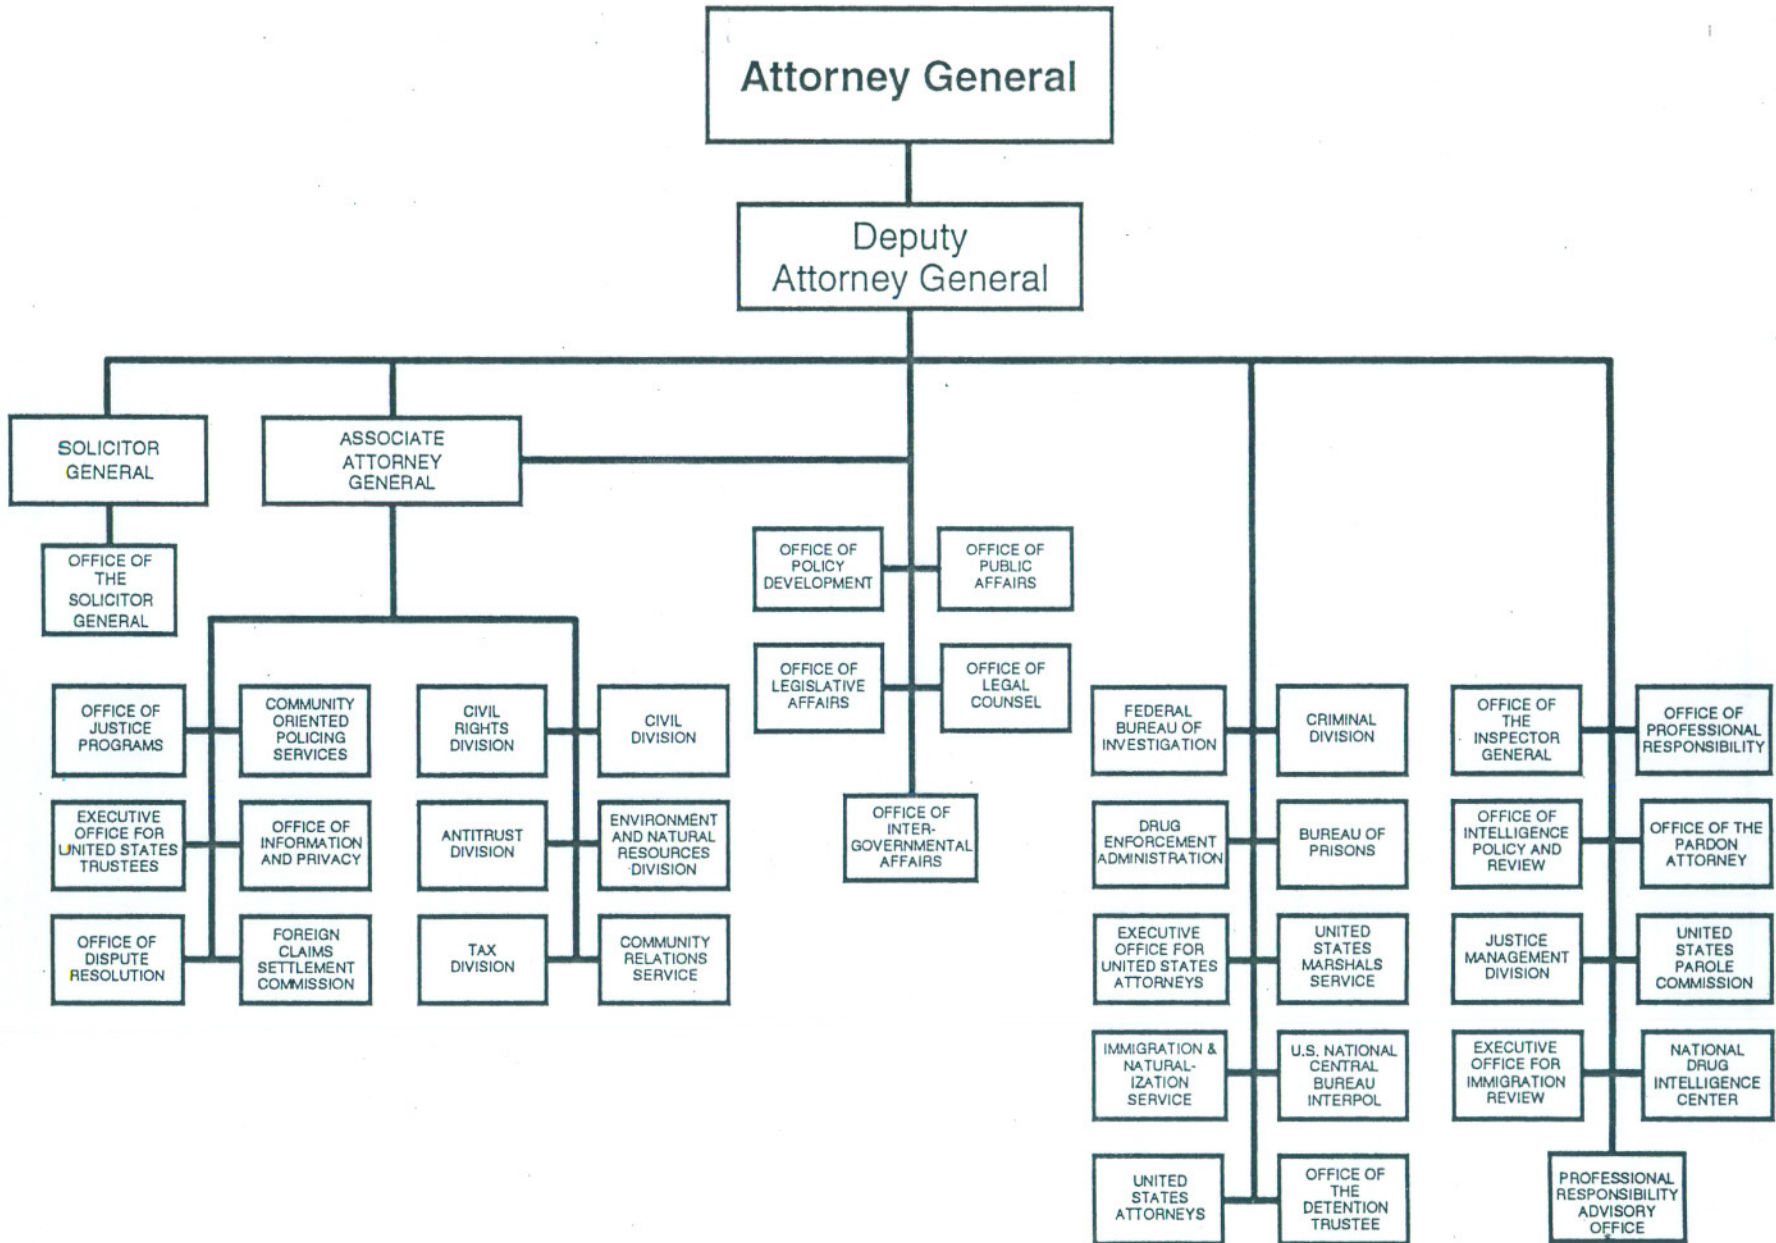 Attorney General
Deputy
Attorney General
SOLICITOR
GENERAL
ASSOCIATE
ATTORNEY
GENERAL
OFFICE OF
THE
SOLICITOR
GENERAL
OFFICE OF
POLICY
DEVELOPMENT
OFFICE OF
PUBLIC
AFFAIRS
OFFICE OF
LEGISLATIVE
AFFAIRS
OFFICE OF
LEGAL
COUNSEL
OFFICE OF
INTER-
GOVERNMENTAL
AFFAIRS
OFFICE OF
JUSTICE
PROGRAMS
COMMUNITY
ORIENTED
POLICING
SERVICES
EXECUTIVE
OFFICE FOR
UNITED STATES
TRUSTEES
OFFICE OF
INFORMATION
AND PRIVACY
OFFICE OF
DISPUTE
RESOLUTION
FOREIGN
CLAIMS
SETTLEMENT
COMMISSION
CIVIL
RIGHTS
DIVISION
CIVIL
DIVISION
ANTITRUST
DIVISION
ENVIRONMENT
AND NATURAL
RESOURCES
DIVISION
TAX
DIVISION
COMMUNITY
RELATIONS
SERVICE
FEDERAL
BUREAU OF
INVESTIGATION
CRIMINAL
DIVISION
DRUG
ENFORCEMENT
ADMINISTRATION
BUREAU OF
PRISONS
EXECUTIVE
OFFICE FOR
UNITED STATES
ATTORNEYS
UNITED
STATES
MARSHALS
SERVICE
IMMIGRATION &
NATURAL-
IZATION
SERVICE
U.S. NATIONAL
CENTRAL
BUREAU
INTERPOL
UNITED
STATES
ATTORNEYS
OFFICE OF
THE
DETENTION
TRUSTEE
OFFICE OF
THE
INSPECTOR
GENERAL
OFFICE OF
PROFESSIONAL
RESPONSIBILITY
OFFICE OF
INTELLIGENCE
POLICY AND
REVIEW
OFFICE OF THE
PARDON
ATTORNEY
JUSTICE
MANAGEMENT
DIVISION
UNITED
STATES
PAROLE
COMMISSION
EXECUTIVE
OFFICE FOR
IMMIGRATION
REVIEW
NATIONAL
DRUG
INTELLIGENCE
CENTER
PROFESSIONAL
RESPONSIBILITY
ADVISORY
OFFICE